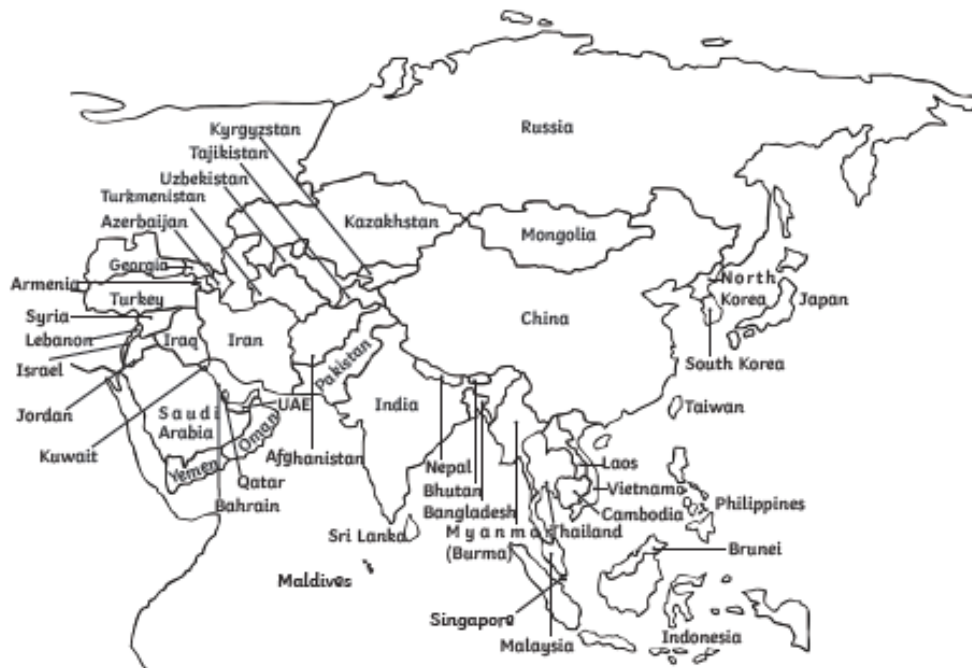 Russia
Kyrgyzstan
Tajikistan
Uzbekistan
Turkmenistan
Azerbaijan
Kazakhstan
Mongolia
Georgia
Armenia
Turkey
Syria
Lebanon
Israel
Iraq
Iran
China
North
Korea
Japan
South Korea
Pakistan
Jordan
Kuwait
Saudi
Arabia
UAE
Oman
India
Taiwan
Yemen
Qatar
Bahrain
Afghanistan
Nepal
Bhutan
Bangladesh
Laos
Vietnam
Cambodia
Philippines
Sri Lanka
Myanmar
(Burma)
Thailand
Brunei
Maldives
Singapore
Malaysia
Indonesia